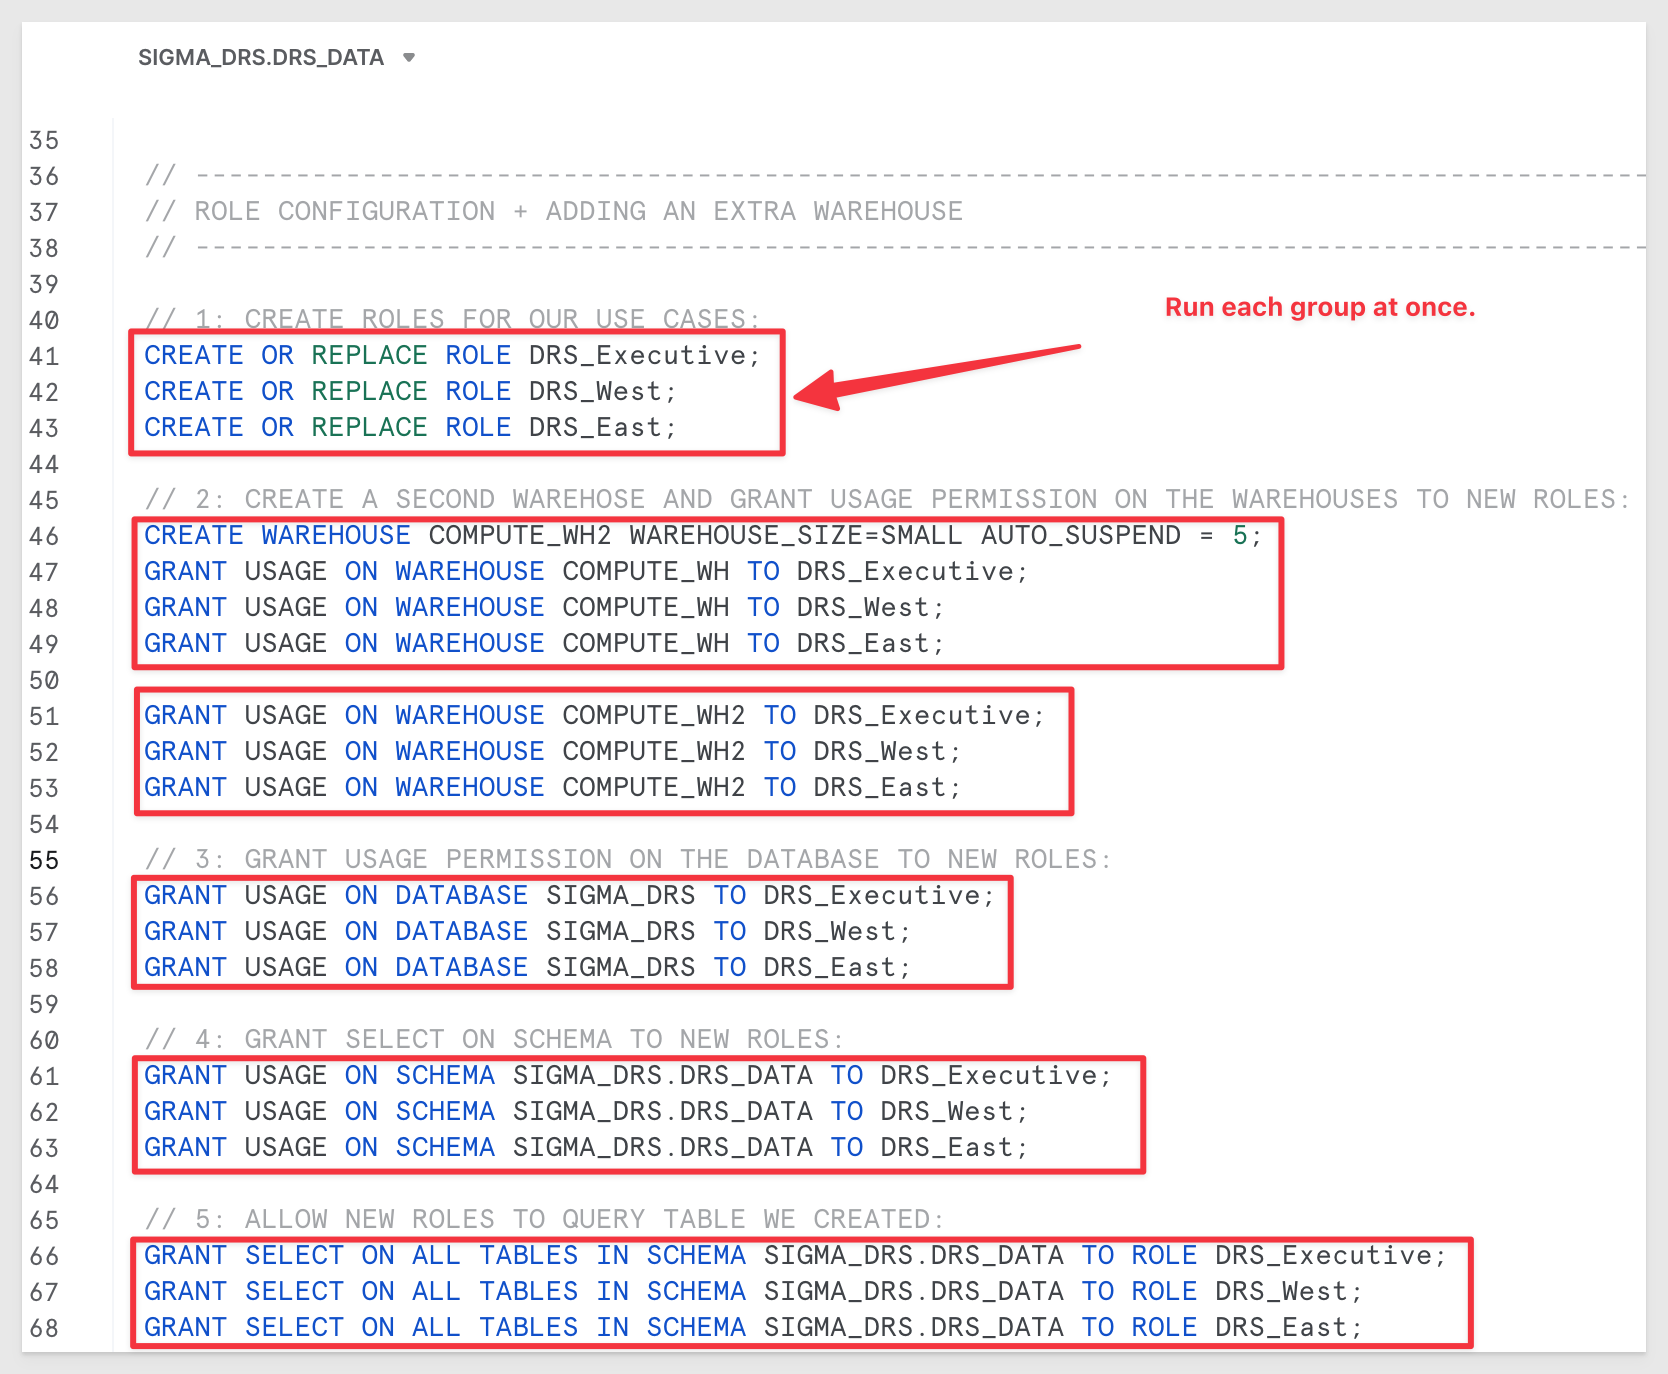 SIGMA_DRS.DRS_DATA
35
36 // ---------------------------------------------------------------------------------------
37 // ROLE CONFIGURATION + ADDING AN EXTRA WAREHOUSE
38 // ---------------------------------------------------------------------------------------
39
Run each group at once.
40 // 1: CREATE ROLES FOR OUR USE CASES:
41 CREATE OR REPLACE ROLE DRS_Executive;
42 CREATE OR REPLACE ROLE DRS_West;
43 CREATE OR REPLACE ROLE DRS_East;
44
45 // 2: CREATE A SECOND WAREHOSE AND GRANT USAGE PERMISSION ON THE WAREHOUSES TO NEW ROLES:
46 CREATE WAREHOUSE COMPUTE_WH2 WAREHOUSE_SIZE=SMALL AUTO_SUSPEND = 5;
47 GRANT USAGE ON WAREHOUSE COMPUTE_WH TO DRS_Executive;
48 GRANT USAGE ON WAREHOUSE COMPUTE_WH TO DRS_West;
49 GRANT USAGE ON WAREHOUSE COMPUTE_WH TO DRS_East;
50
51 GRANT USAGE ON WAREHOUSE COMPUTE_WH2 TO DRS_Executive;
52 GRANT USAGE ON WAREHOUSE COMPUTE_WH2 TO DRS_West;
53 GRANT USAGE ON WAREHOUSE COMPUTE_WH2 TO DRS_East;
54
55 // 3: GRANT USAGE PERMISSION ON THE DATABASE TO NEW ROLES:
56 GRANT USAGE ON DATABASE SIGMA_DRS TO DRS_Executive;
57 GRANT USAGE ON DATABASE SIGMA_DRS TO DRS_West;
58 GRANT USAGE ON DATABASE SIGMA_DRS TO DRS_East;
59
60 // 4: GRANT SELECT ON SCHEMA TO NEW ROLES:
61 GRANT USAGE ON SCHEMA SIGMA_DRS.DRS_DATA TO DRS_Executive;
62 GRANT USAGE ON SCHEMA SIGMA_DRS.DRS_DATA TO DRS_West;
63 GRANT USAGE ON SCHEMA SIGMA_DRS.DRS_DATA TO DRS_East;
64
65 // 5: ALLOW NEW ROLES TO QUERY TABLE WE CREATED:
66 GRANT SELECT ON ALL TABLES IN SCHEMA SIGMA_DRS.DRS_DATA TO ROLE DRS_Executive;
67 GRANT SELECT ON ALL TABLES IN SCHEMA SIGMA_DRS.DRS_DATA TO ROLE DRS_West;
68 GRANT SELECT ON ALL TABLES IN SCHEMA SIGMA_DRS.DRS_DATA TO ROLE DRS_East;